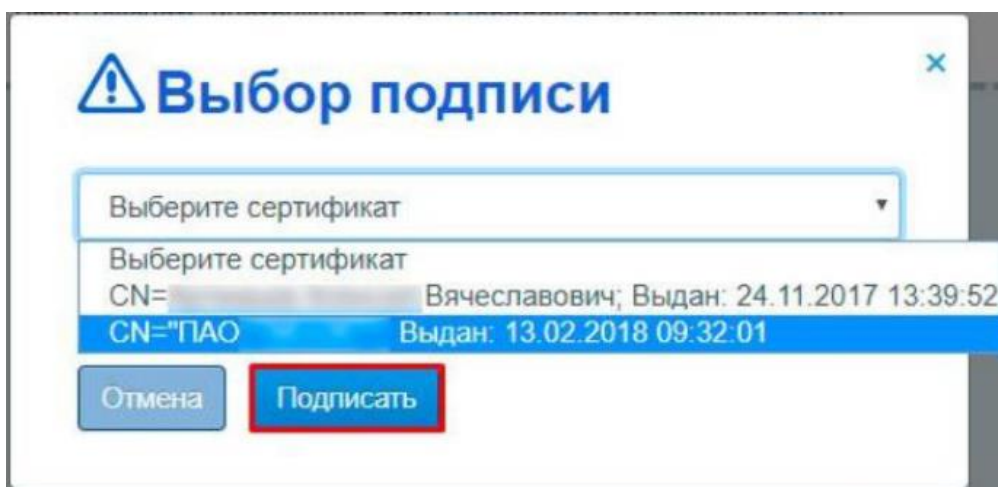 Выбор подписи
×
Выберите сертификат
Выберите сертификат
CN= Вячеславович; Выдан: 24.11.2017 13:39:52
CN="ПАО Выдан: 13.02.2018 09:32:01
Отмена Подписать